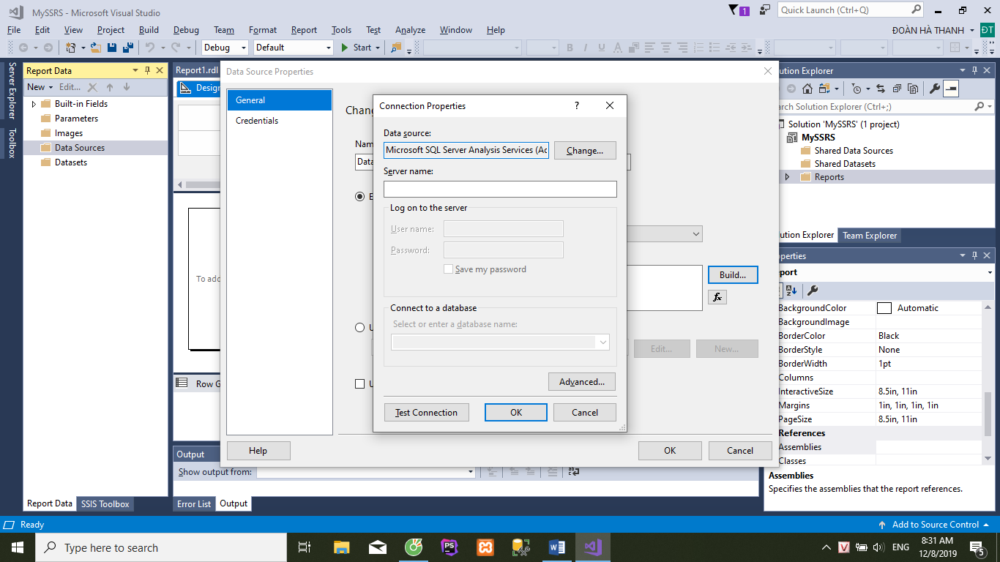 MySSRS - Microsoft Visual Studio
1
Quick Launch (Ctrl+Q)
File Edit View Project Build Debug Team Format Report Tools Test Analyze Window Help
ĐOÀN HÀ THANH ĐT
Debug Default Start
Server Explorer
Toolbox
Report Data
New Edit...
Built-in Fields
Parameters
Images
Data Sources
Datasets
Report Data SSIS Toolbox
Report1.rdl
Design
To add
Row G
Output
Show output from:
Error List Output
Data Source Properties
General
Credentials
Chang
Nam
Data
E
Build...
fx
U
Edit... New...
U
Help OK Cancel
Connection Properties ?
Data source:
Microsoft SQL Server Analysis Services (Ad
Change...
Server name:
Log on to the server
User name:
Password:
Save my password
Connect to a database
Select or enter a database name:
Advanced...
Test Connection OK Cancel
ution Explorer
arch Solution Explorer (Ctrl+;)
Solution 'MySSRS' (1 project)
MySSRS
Shared Data Sources
Shared Datasets
Reports
ution Explorer Team Explorer
operties
port
BackgroundColor Automatic
BackgroundImage
BorderColor Black
BorderStyle None
BorderWidth 1pt
Columns
InteractiveSize 8.5in, 11in
Margins 1in, 1in, 1in, 1in
PageSize 8.5in, 11in
References
Assemblies
Classes
Assemblies
Specifies the assemblies that the report references.
Ready
Add to Source Control
Type here to search
ENG
8:31 AM
12/8/2019
5